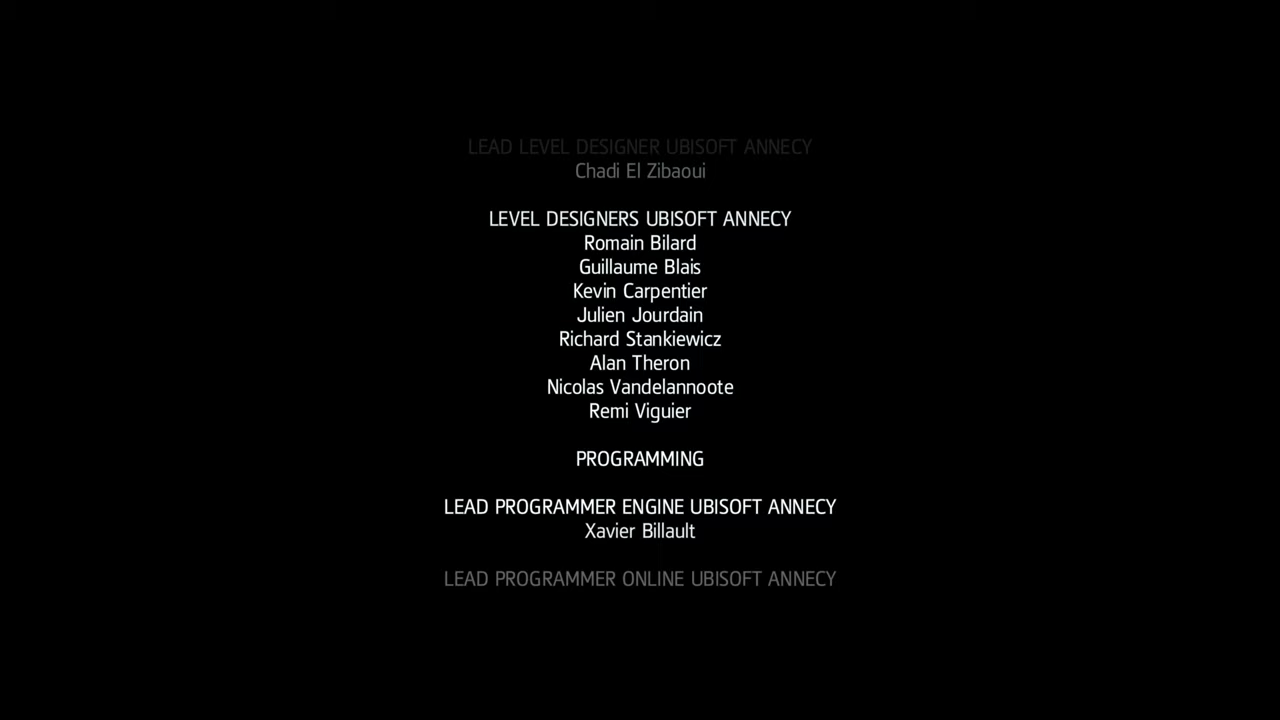 LEAD LEVEL DESIGNER UBISOFT ANNECY
Chadi El Zibaoui
LEVEL DESIGNERS UBISOFT ANNECY
Romain Bilard
Guillaume Blais
Kevin Carpentier
Julien Jourdain
Richard Stankiewicz
Alan Theron
Nicolas Vandelannoote
Remi Viguier
PROGRAMMING
LEAD PROGRAMMER ENGINE UBISOFT ANNECY
Xavier Billault
LEAD PROGRAMMER ONLINE UBISOFT ANNECY